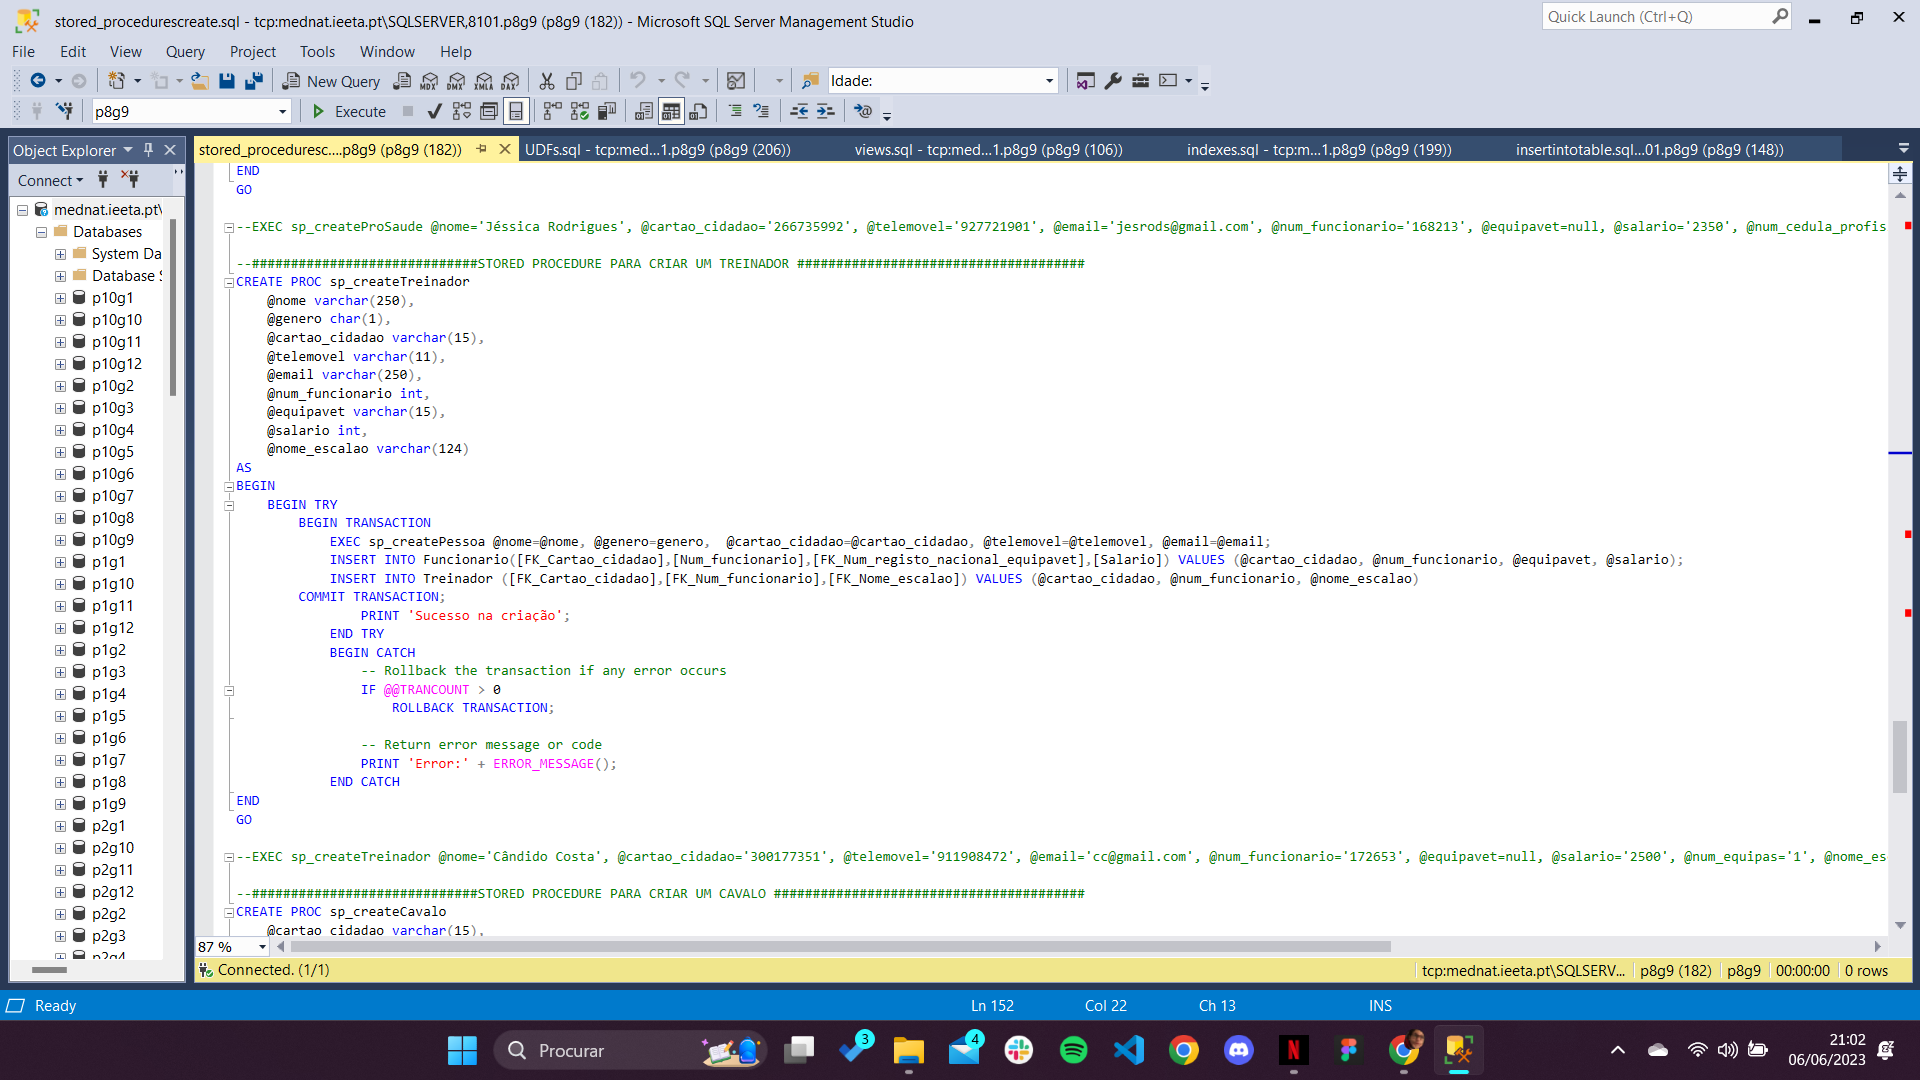 stored_procedurescreate.sql - tcp:mednat.ieeta.pt\SQLSERVER,8101.p8g9 (p8g9 (182)) - Microsoft SQL Server Management Studio
Quick Launch (Ctrl+Q)
File Edit View Query Project Tools Window Help
New Query MDX DMX XMLA DAX Idade:
p8g9 Execute
Object Explorer
stored_proceduresc....p8g9 (p8g9 (182)) UDFs.sql - tcp:med...1.p8g9 (p8g9 (206)) views.sql - tcp:med...1.p8g9 (p8g9 (106)) indexes.sql - tcp:m...1.p8g9 (p8g9 (199)) insertintotable.sql...01.p8g9 (p8g9 (148))
Connect
mednat.ieeta.pt\
Databases
System Da
Database S
p10g1
p10g10
p10g11
p10g12
p10g2
p10g3
p10g4
p10g5
p10g6
p10g7
p10g8
p10g9
p1g1
p1g10
p1g11
p1g12
p1g2
p1g3
p1g4
p1g5
p1g6
p1g7
p1g8
p1g9
p2g1
p2g10
p2g11
p2g12
p2g2
p2g3
p2g4
END
GO
--EXEC sp_createProSaude @nome='Jéssica Rodrigues', @cartao_cidadao='266735992', @telemovel='927721901', @email='jesrods@gmail.com', @num_funcionario='168213', @equipavet=null, @salario='2350', @num_cedula_profis
--#############################STORED PROCEDURE PARA CRIAR UM TREINADOR #####################################
CREATE PROC sp_createTreinador
@nome varchar(250),
@genero char(1),
@cartao_cidadao varchar(15),
@telemovel varchar(11),
@email varchar(250),
@num_funcionario int,
@equipavet varchar(15),
@salario int,
@nome_escalao varchar(124)
AS
BEGIN
BEGIN TRY
BEGIN TRANSACTION
EXEC sp_createPessoa @nome=@nome, @genero=genero,  @cartao_cidadao=@cartao_cidadao, @telemovel=@telemovel, @email=@email;
INSERT INTO Funcionario([FK_Cartao_cidadao],[Num_funcionario],[FK_Num_registo_nacional_equipavet],[Salario]) VALUES (@cartao_cidadao, @num_funcionario, @equipavet, @salario);
INSERT INTO Treinador ([FK_Cartao_cidadao],[FK_Num_funcionario],[FK_Nome_escalao]) VALUES (@cartao_cidadao, @num_funcionario, @nome_escalao)
COMMIT TRANSACTION;
PRINT 'Sucesso na criação';
END TRY
BEGIN CATCH
-- Rollback the transaction if any error occurs
IF @@TRANCOUNT > 0
ROLLBACK TRANSACTION;
-- Return error message or code
PRINT 'Error:' + ERROR_MESSAGE();
END CATCH
END
GO
--EXEC sp_createTreinador @nome='Cândido Costa', @cartao_cidadao='300177351', @telemovel='911908472', @email='cc@gmail.com', @num_funcionario='172653', @equipavet=null, @salario='2500', @num_equipas='1', @nome_es
--#############################STORED PROCEDURE PARA CRIAR UM CAVALO ########################################
CREATE PROC sp_createCavalo
@cartao_cidadao varchar(15),
87 %
Connected. (1/1) tcp:mednat.ieeta.pt\SQLSERV... p8g9 (182) p8g9 00:00:00 0 rows
Ready Ln 152 Col 22 Ch 13 INS
Procurar 3 4 21:02
06/06/2023